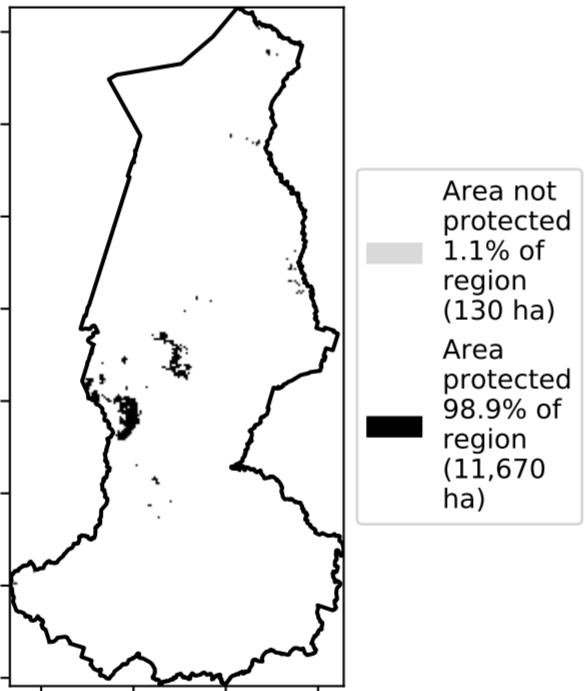 Area not
protected
1.1% of
region
(130 ha)
Area
protected
98.9% of
region
(11,670
ha)